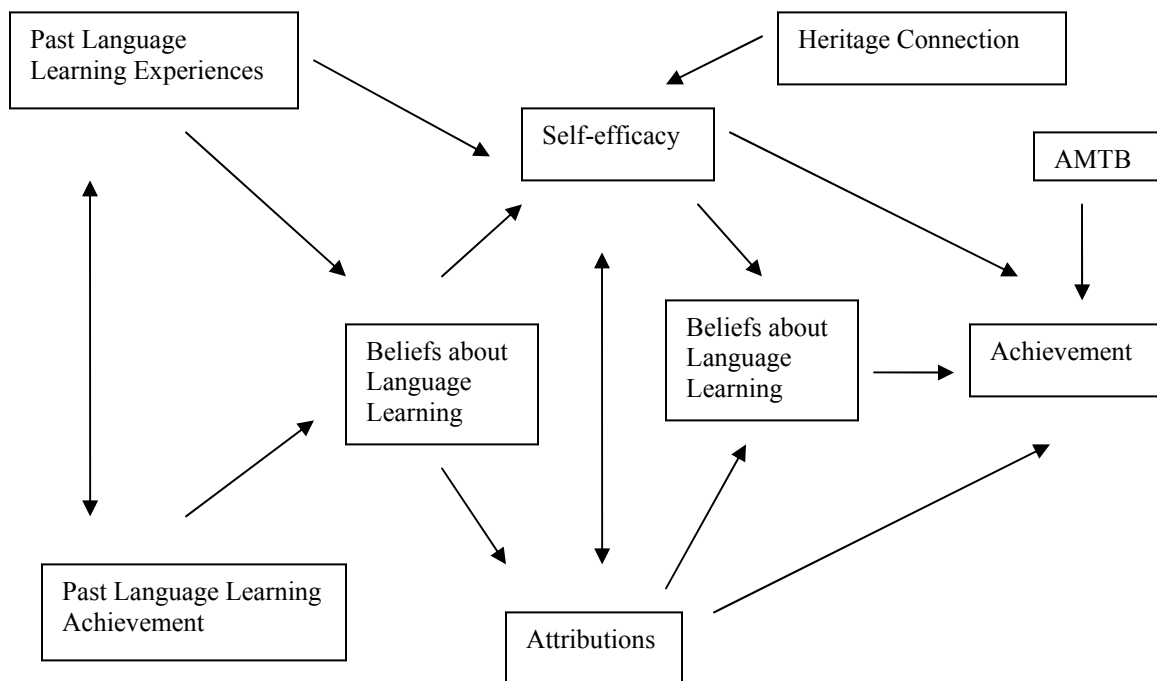 Past Language
Learning Experiences
Heritage Connection
Self-efficacy
AMTB
Beliefs about
Language
Learning
Beliefs about
Language
Learning
Achievement
Past Language Learning
Achievement
Attributions